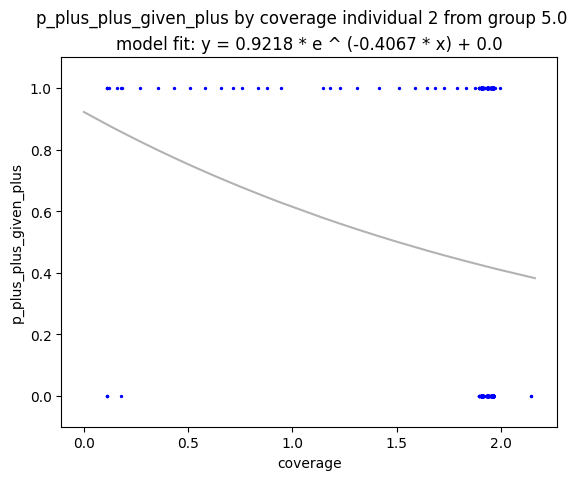 p_plus_plus_given_plus by coverage individual 2 from group 5.0
model fit: y = 0.9218 * e ^ (-0.4067 * x) + 0.0
1.0
0.8
0.6
0.4
0.2
0.0
p_plus_plus_given_plus
0.0 0.5 1.0 1.5 2.0
coverage